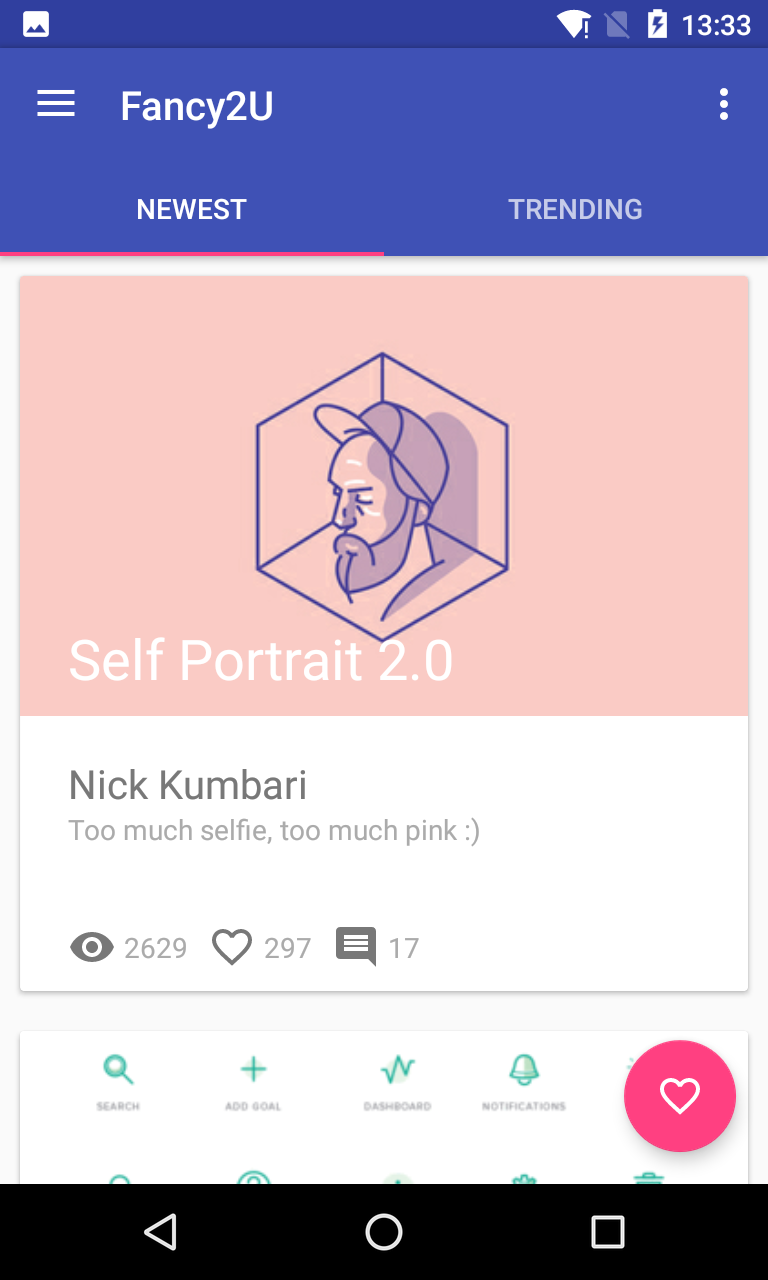 13:33
Fancy2U
NEWEST
TRENDING
Self Portrait 2.0
Nick Kumbari
Too much selfie, too much pink :)
2629 297 17
SEARCH ADD GOAL DASHBOARD NOTIFICATIONS